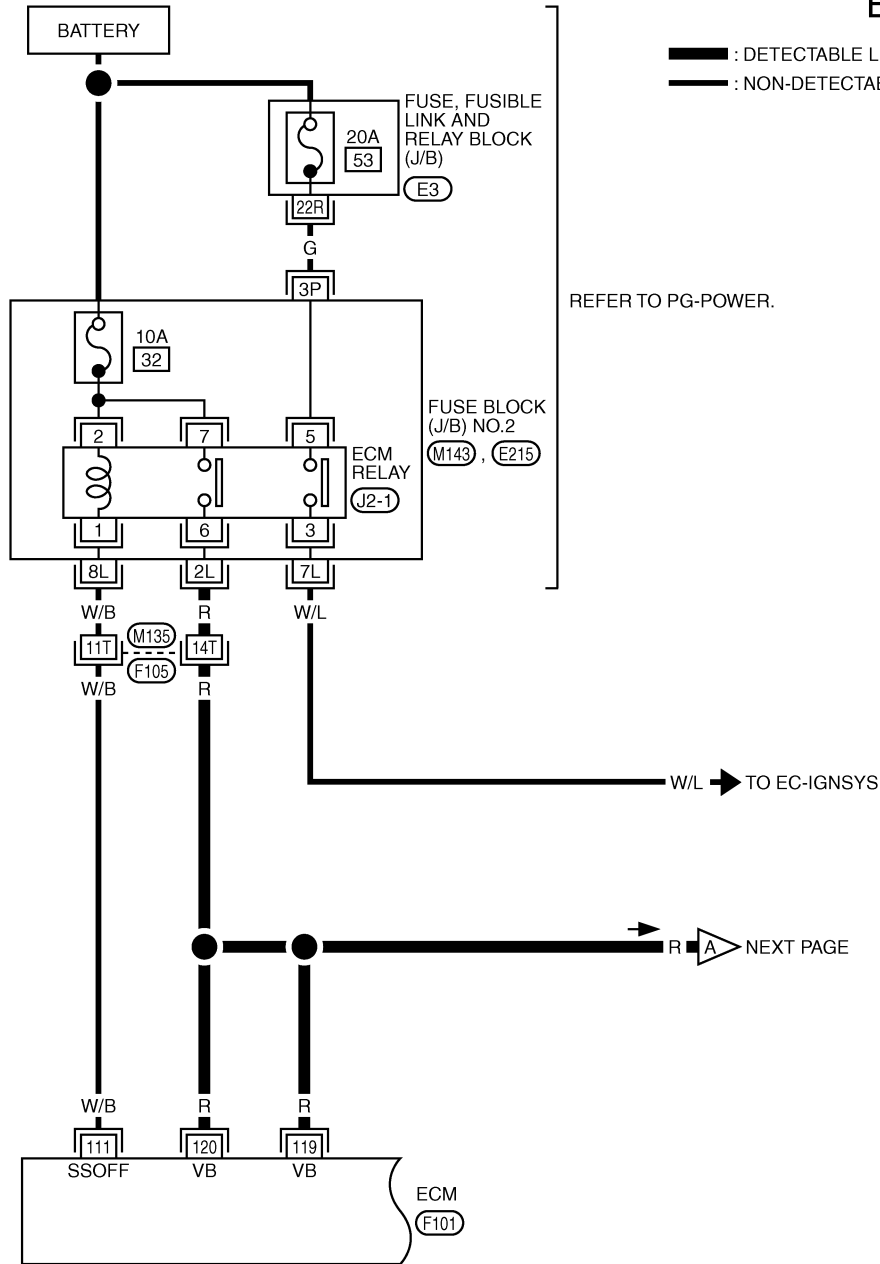 BATTERY
: DETECTABLE L
: NON-DETECTAB
FUSE, FUSIBLE
LINK AND
RELAY BLOCK
(J/B)
E3
20A
53
22R
G
3P
REFER TO PG-POWER.
10A
32
FUSE BLOCK
(J/B) NO.2
M143 , E215
2
7
5
ECM
RELAY
J2-1
1
6
3
8L
2L
7L
W/B
R
W/L
11T
M135
F105
14T
W/B
R
W/L
TO EC-IGNSYS
R
A
NEXT PAGE
W/B
R
R
111
120
119
SSOFF
VB
VB
ECM
F101